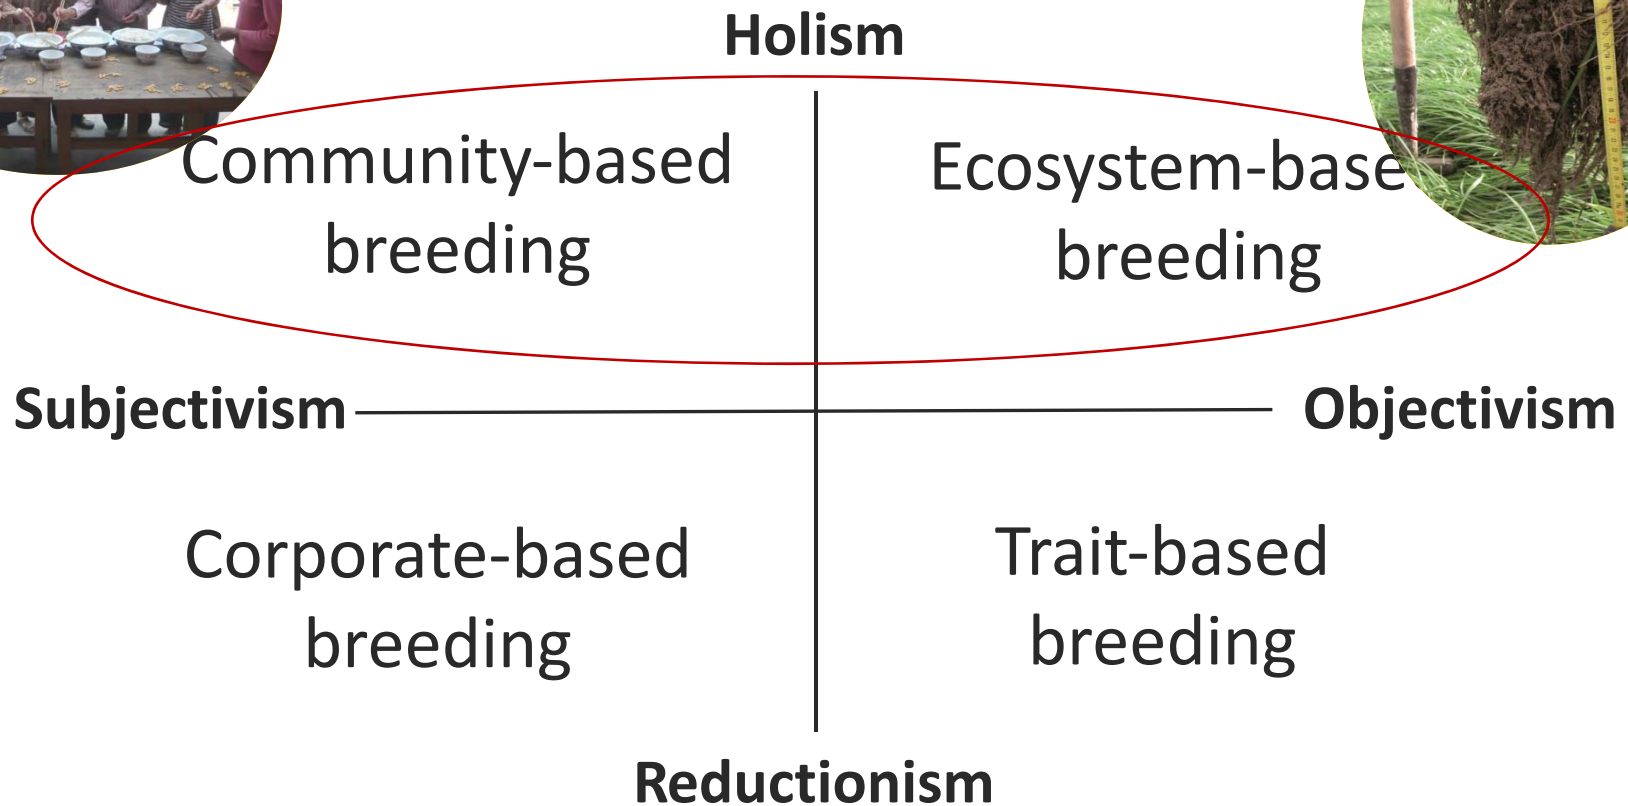 Holism
Community-based
breeding
Ecosystem-base
breeding
Subjectivism
Objectivism
Corporate-based
breeding
Trait-based
breeding
Reductionism